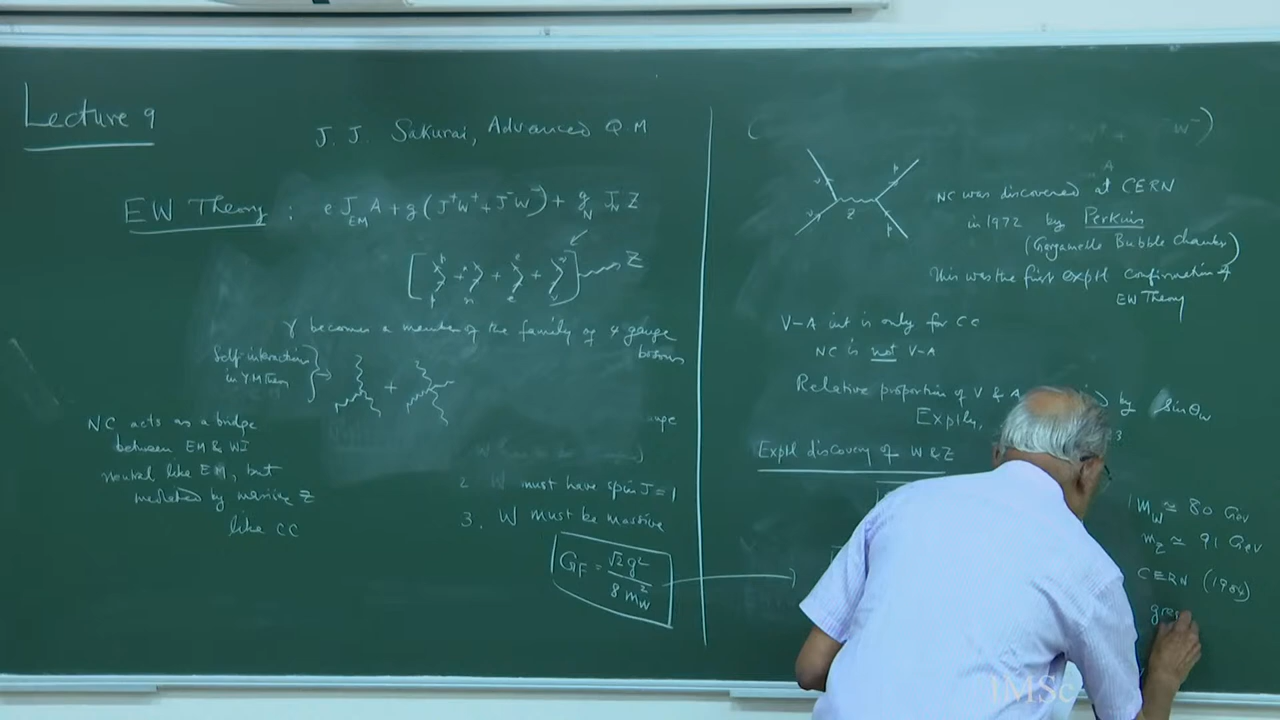 Lecture 9
J. J. Sakurai, Advanced Q.M
EW Theory : e J_EM A + g (J⁺W⁺ + J⁻W⁻) + g_N J_N Z
[ p p + n n + e e + ν ν ] Z
γ becomes a member of the family of 4 gauge
bosons
Self interaction
in YM Theory
+
NC acts as a bridge
between EM & WI
neutral like EM, but
mediated by massive Z
like CC
2. W must have spin J = 1
3. W must be massive
G_F = √2 g² / 8 m_W²
( W⁺ + W⁻ )
ν ν Z p p
NC was discovered at CERN
in 1972 by Perkins
(Gargamelle Bubble chamber)
This was the first exptl confirmation of
EW Theory
V-A int is only for CC
NC is not V-A
Relative proportion of V & A by sin θ_W
Exptly,
Exptl discovery of W & Z
m_W ≃ 80 GeV
m_Z ≃ 91 GeV
CERN (1984)
IMSc